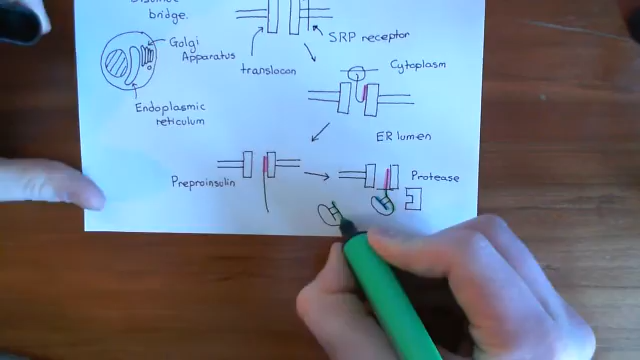 bridge.
SRP receptor
Golgi
Apparatus
translocon
Cytoplasm
Endoplasmic
reticulum
ER lumen
Preproinsulin
Protease